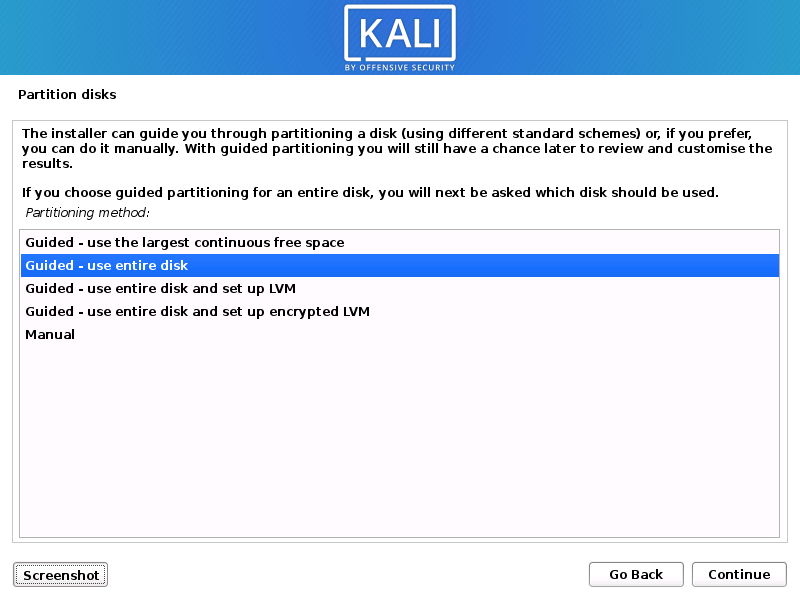 KALI
BY OFFENSIVE SECURITY
Partition disks
The installer can guide you through partitioning a disk (using different standard schemes) or, if you prefer,
you can do it manually. With guided partitioning you will still have a chance later to review and customise the
results.
If you choose guided partitioning for an entire disk, you will next be asked which disk should be used.
Partitioning method:
Guided - use the largest continuous free space
Guided - use entire disk
Guided - use entire disk and set up LVM
Guided - use entire disk and set up encrypted LVM
Manual
Screenshot
Go Back
Continue